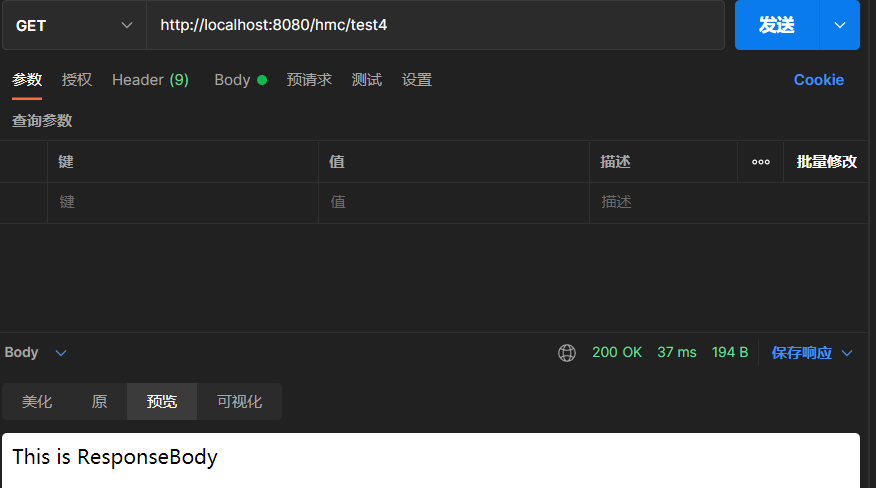 GET http://localhost:8080/hmc/test4 发送
参数 授权 Header (9) Body 预请求 测试 设置 Cookie
查询参数
键 值 描述 批量修改
键 值 描述
Body 200 OK 37 ms 194 B 保存响应
美化 原 预览 可视化
This is ResponseBody